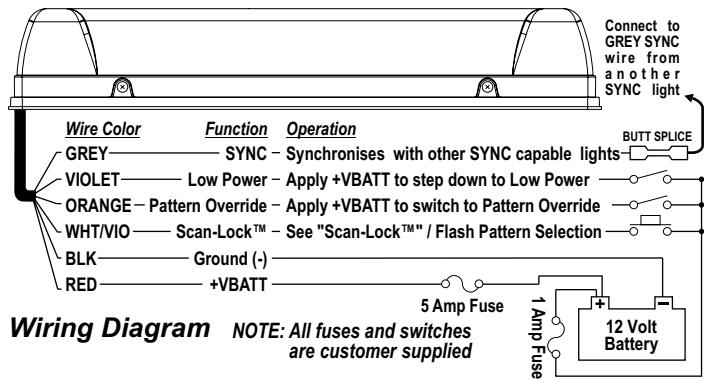 Connect to
GREY SYNC
wire from
another
SYNC light
Wire Color Function Operation
BUTT SPLICE
GREY SYNC – Synchronises with other SYNC capable lights
VIOLET Low Power – Apply +VBATT to step down to Low Power
ORANGE Pattern Override – Apply +VBATT to switch to Pattern Override
WHT/VIO Scan-Lock™ – See "Scan-Lock™" / Flash Pattern Selection
BLK Ground (-)
RED +VBATT
5 Amp Fuse
1 Amp Fuse
+ –
12 Volt
Battery
Wiring Diagram NOTE: All fuses and switches
are customer supplied